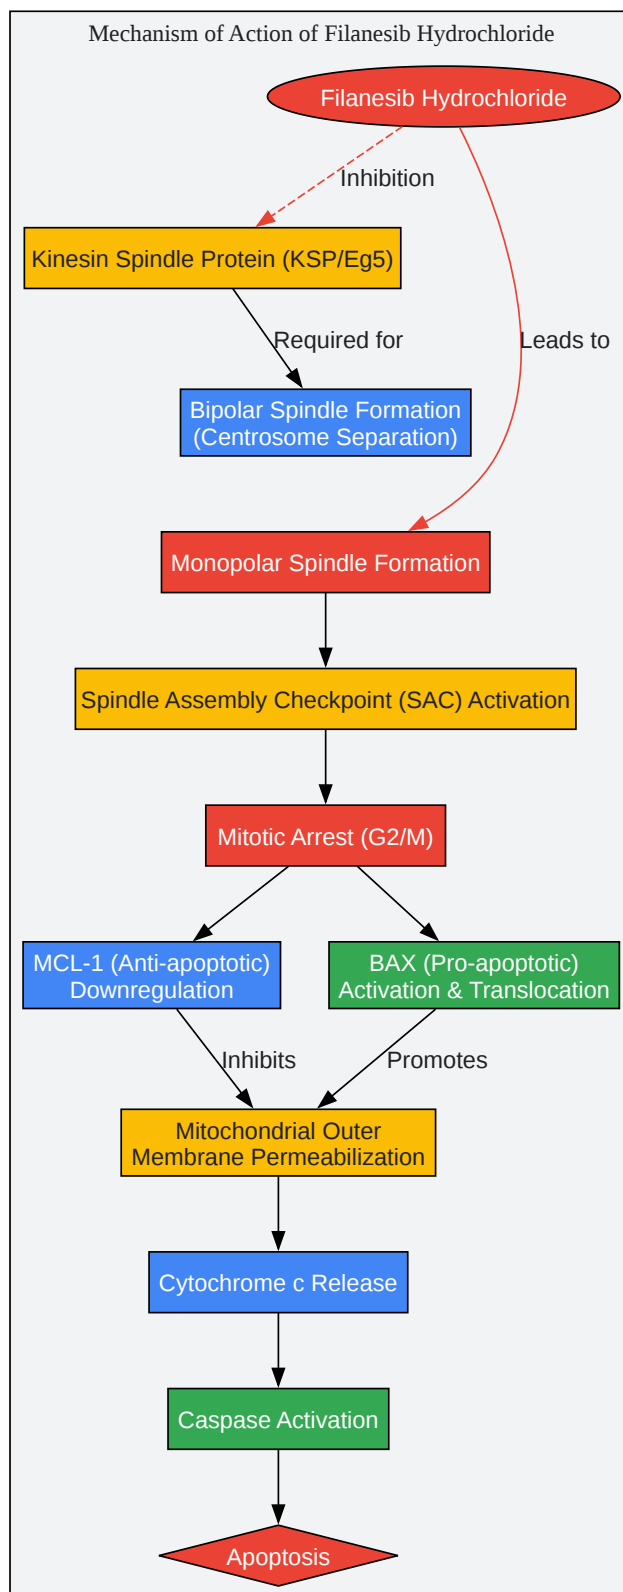 Mechanism of Action of Filanesib Hydrochloride
Filanesib Hydrochloride
Inhibition
Kinesin Spindle Protein (KSP/Eg5)
Required for
Leads to
Bipolar Spindle Formation
(Centrosome Separation)
Monopolar Spindle Formation
Spindle Assembly Checkpoint (SAC) Activation
Mitotic Arrest (G2/M)
MCL-1 (Anti-apoptotic)
Downregulation
BAX (Pro-apoptotic)
Activation & Translocation
Inhibits
Promotes
Mitochondrial Outer
Membrane Permeabilization
Cytochrome c Release
Caspase Activation
Apoptosis